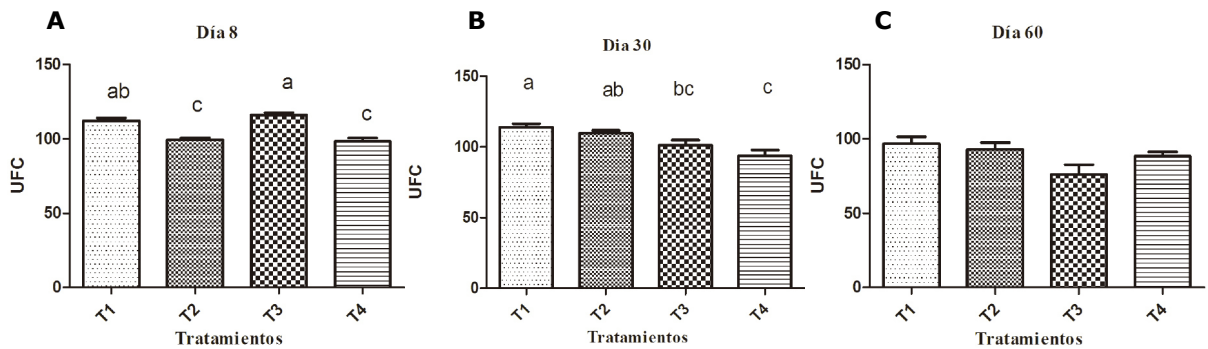 A
Día 8
150
100
50
0
UFC
ab
c
a
c
T1
T2
T3
T4
Tratamientos
B
Dia 30
150
100
50
0
UFC
a
ab
bc
c
T1
T2
T3
T4
Tratamientos
C
Día 60
150
100
50
0
UFC
T1
T2
T3
T4
Tratamientos